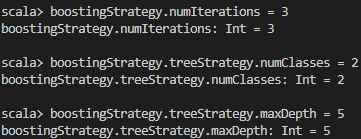 scala> boostingStrategy.numIterations = 3
boostingStrategy.numIterations: Int = 3
scala> boostingStrategy.treeStrategy.numClasses = 2
boostingStrategy.treeStrategy.numClasses: Int = 2
scala> boostingStrategy.treeStrategy.maxDepth = 5
boostingStrategy.treeStrategy.maxDepth: Int = 5